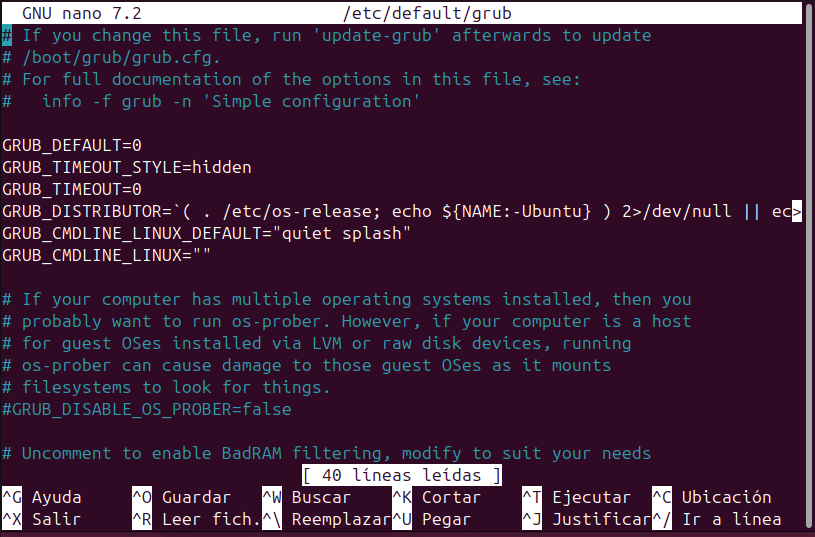 GNU nano 7.2 /etc/default/grub
# If you change this file, run 'update-grub' afterwards to update
# /boot/grub/grub.cfg.
# For full documentation of the options in this file, see:
#   info -f grub -n 'Simple configuration'
GRUB_DEFAULT=0
GRUB_TIMEOUT_STYLE=hidden
GRUB_TIMEOUT=0
GRUB_DISTRIBUTOR=`( . /etc/os-release; echo ${NAME:-Ubuntu} ) 2>/dev/null || ec>
GRUB_CMDLINE_LINUX_DEFAULT="quiet splash"
GRUB_CMDLINE_LINUX=""
# If your computer has multiple operating systems installed, then you
# probably want to run os-prober. However, if your computer is a host
# for guest OSes installed via LVM or raw disk devices, running
# os-prober can cause damage to those guest OSes as it mounts
# filesystems to look for things.
#GRUB_DISABLE_OS_PROBER=false
# Uncomment to enable BadRAM filtering, modify to suit your needs
[ 40 líneas leídas ]
^G Ayuda ^O Guardar ^W Buscar ^K Cortar ^T Ejecutar ^C Ubicación
^X Salir ^R Leer fich. ^\ Reemplazar ^U Pegar ^J Justificar ^/ Ir a línea